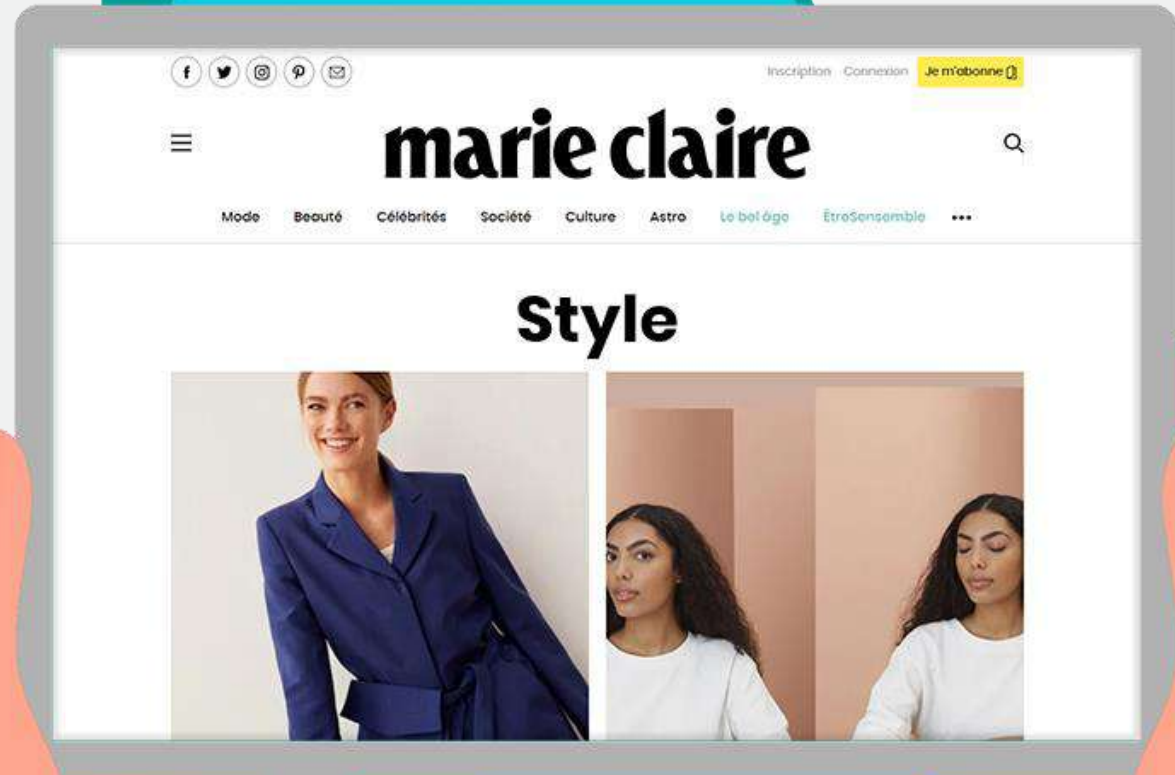 Inscription Connexion Je m'abonne
marie claire
Mode Beauté Célébrités Société Culture Astro Le bel âge ÊtreSensemble
Style